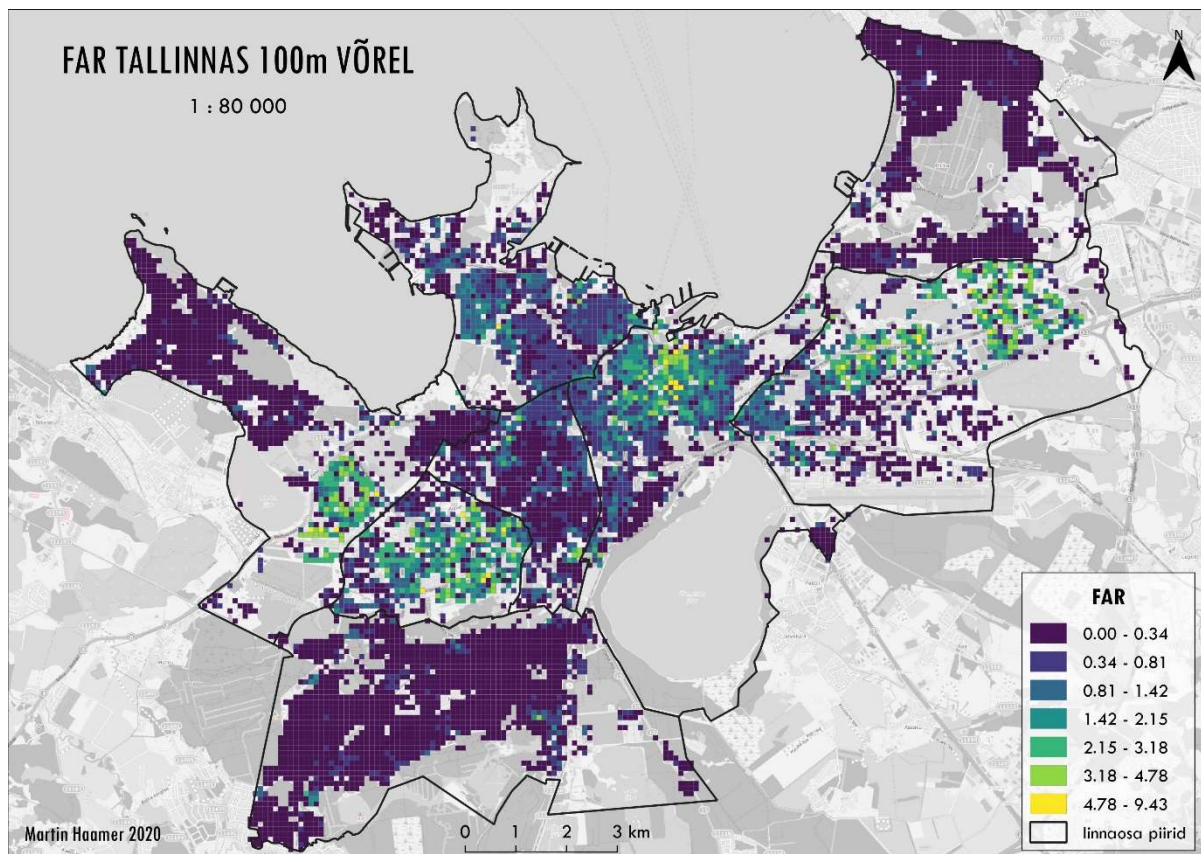 FAR TALLINNAS 100m VÕREL
1 : 80 000
N
FAR
0.00 - 0.34
0.34 - 0.81
0.81 - 1.42
1.42 - 2.15
2.15 - 3.18
3.18 - 4.78
4.78 - 9.43
linnaosa piirid
Martin Haamer 2020
0 1 2 3 km